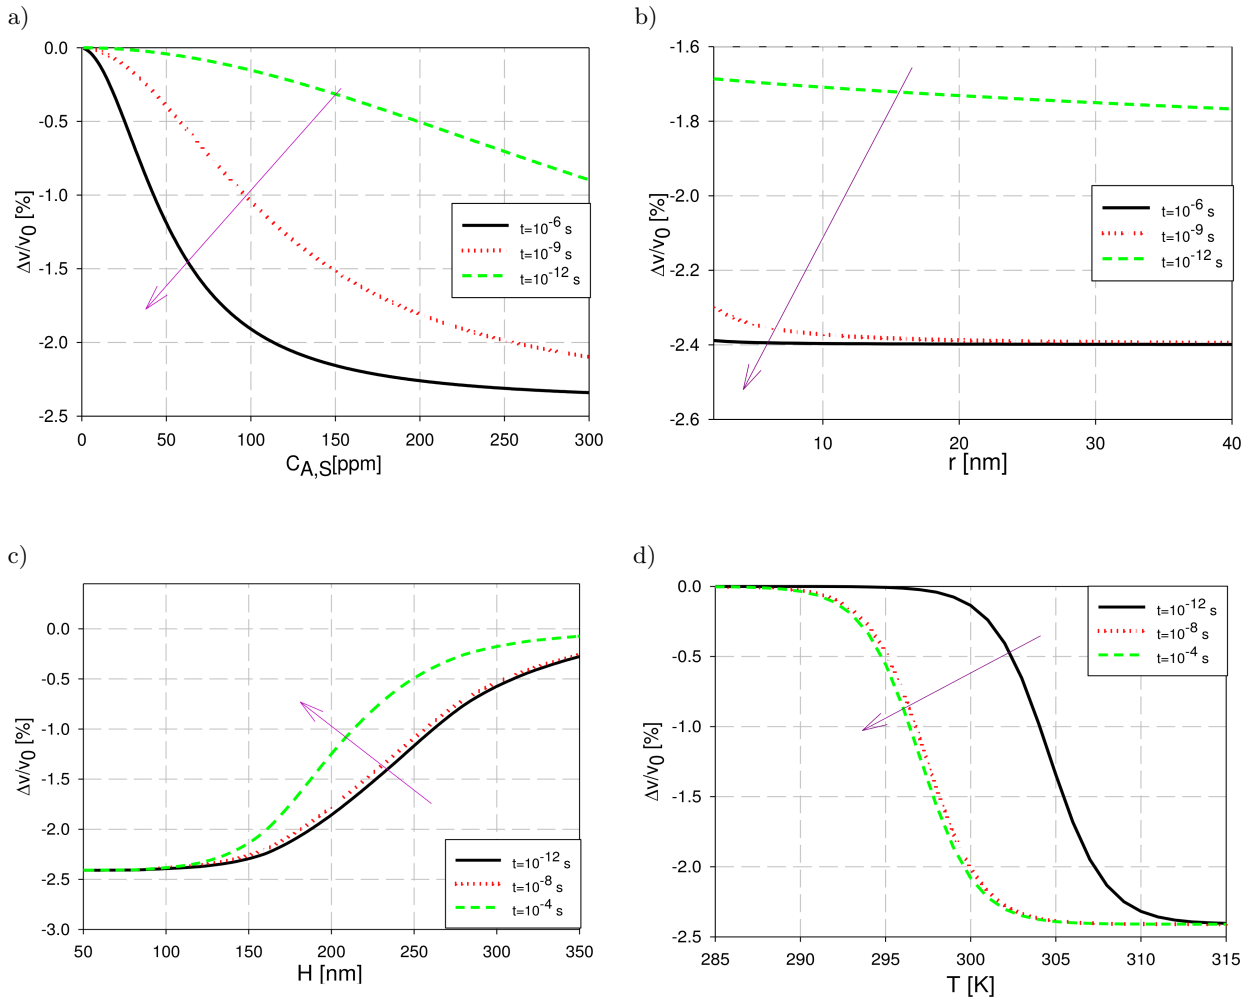 a)
0.0
-0.5
-1.0
-1.5
-2.0
-2.5
Δv/v0 [%]
0 50 100 150 200 250 300
CA,S[ppm]
t=10-6 s
t=10-9 s
t=10-12 s
b)
-1.6
-1.8
-2.0
-2.2
-2.4
-2.6
Δv/v0 [%]
10 20 30 40
r [nm]
t=10-6 s
t=10-9 s
t=10-12 s
c)
0.0
-0.5
-1.0
-1.5
-2.0
-2.5
-3.0
Δv/v0 [%]
50 100 150 200 250 300 350
H [nm]
t=10-12 s
t=10-8 s
t=10-4 s
d)
0.0
-0.5
-1.0
-1.5
-2.0
-2.5
Δv/v0 [%]
285 290 295 300 305 310 315
T [K]
t=10-12 s
t=10-8 s
t=10-4 s